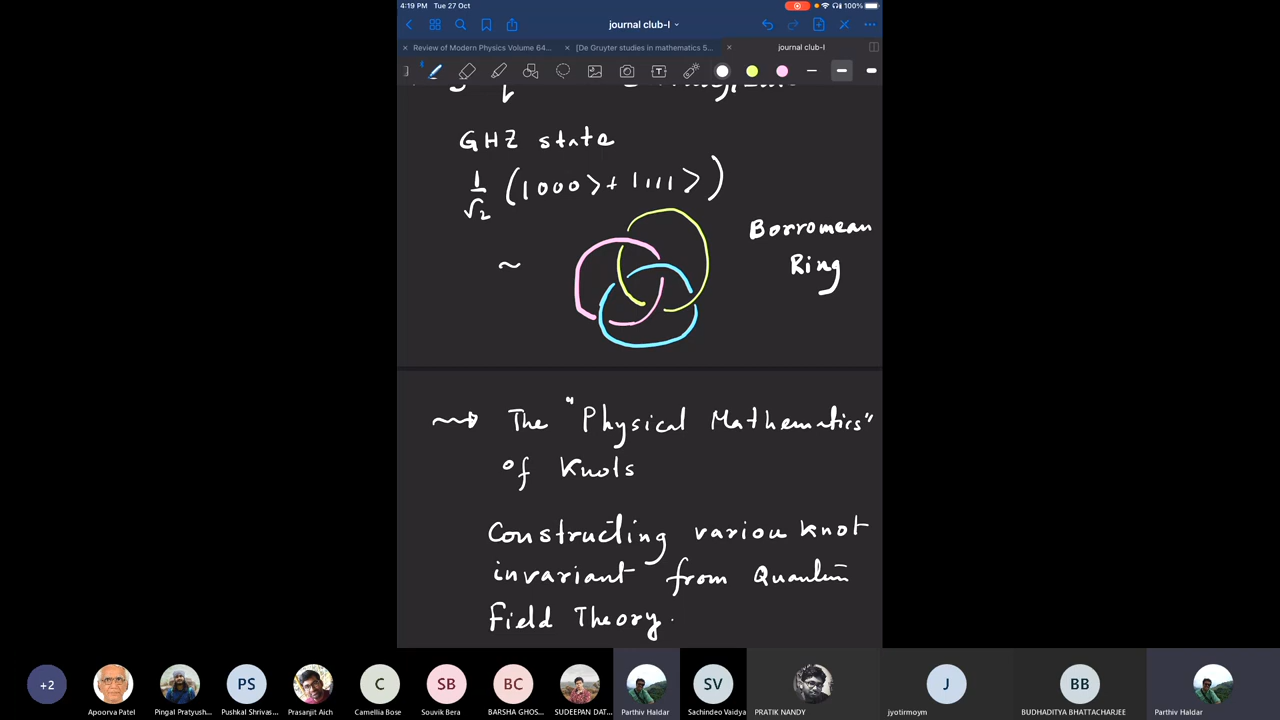 4:19 PM Tue 27 Oct
100%
journal club-I
Review of Modern Physics Volume 64...
[De Gruyter studies in mathematics 5...
journal club-I
GHZ state
1/√2 (|000> + |111>)
Borromean
Ring
~
The "Physical Mathematics"
of Knots
Constructing variou knot
invariant from Quantum
Field Theory.
+2
PS
C
SB
BC
SV
J
BB
Apoorva Patel
Pingal Pratyush...
Pushkal Shrivas...
Prasanjit Aich
Camellia Bose
Souvik Bera
BARSHA GHOS...
SUDEEPAN DAT...
Parthiv Haldar
Sachindeo Vaidya
PRATIK NANDY
jyotirmoym
BUDHADITYA BHATTACHARJEE
Parthiv Haldar